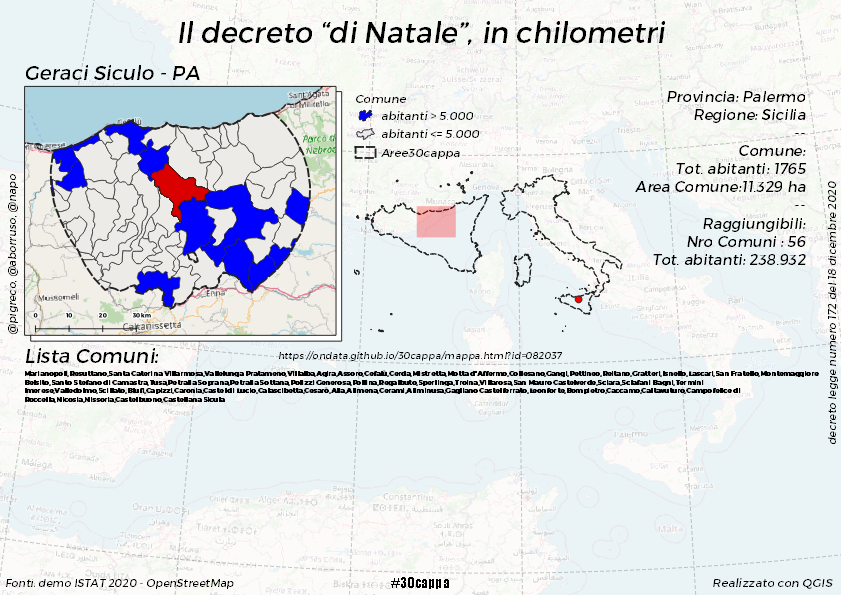 Il decreto “di Natale”, in chilometri
Geraci Siculo - PA
Comune
abitanti > 5.000
abitanti <= 5.000
Aree30cappa
Provincia: Palermo
Regione: Sicilia
--
Comune:
Tot. abitanti: 1765
Area Comune:11.329 ha
--
Raggiungibili:
Nro Comuni : 56
Tot. abitanti: 238.932
Sant'Agata
di Militello
Parco dei
Nebrodi
Cefalù
Mussomeli
Enna
Caltanissetta
0 10 20 30 km
@pigreco, @aborruso, @napo
decreto legge numero 172 del 18 dicembre 2020
Lista Comuni:
https://ondata.github.io/30cappa/mappa.html?id=082037
Marianopoli,Resuttano,Santa Caterina Villarmosa,Vallelunga Pratameno,Villalba,Agira,Assoro,Cefalù,Cerda,Mistretta,Motta d'Affermo,Collesano,Gangi,Pettineo,Reitano,Gratteri,Isnello,Lascari,San Fratello,Montemaggiore
Belsito,Santo Stefano di Camastra,Tusa,Petralia Soprana,Petralia Sottana,Polizzi Generosa,Pollina,Regalbuto,Sperlinga,Troina,Villarosa,San Mauro Castelverde,Sciara,Sclafani Bagni,Termini
Imerese,Valledolmo,Scillato,Blufi,Capizzi,Caronia,Castel di Lucio,Calascibetta,Cesarò,Alia,Alimena,Cerami,Aliminusa,Gagliano Castelferrato,Leonforte,Bompietro,Caccamo,Caltavuturo,Campofelice di
Roccella,Nicosia,Nissoria,Castelbuono,Castellana Sicula
Constantine
Biskra
Malta
Fonti: demo ISTAT 2020 - OpenStreetMap
#30cappa
Realizzato con QGIS